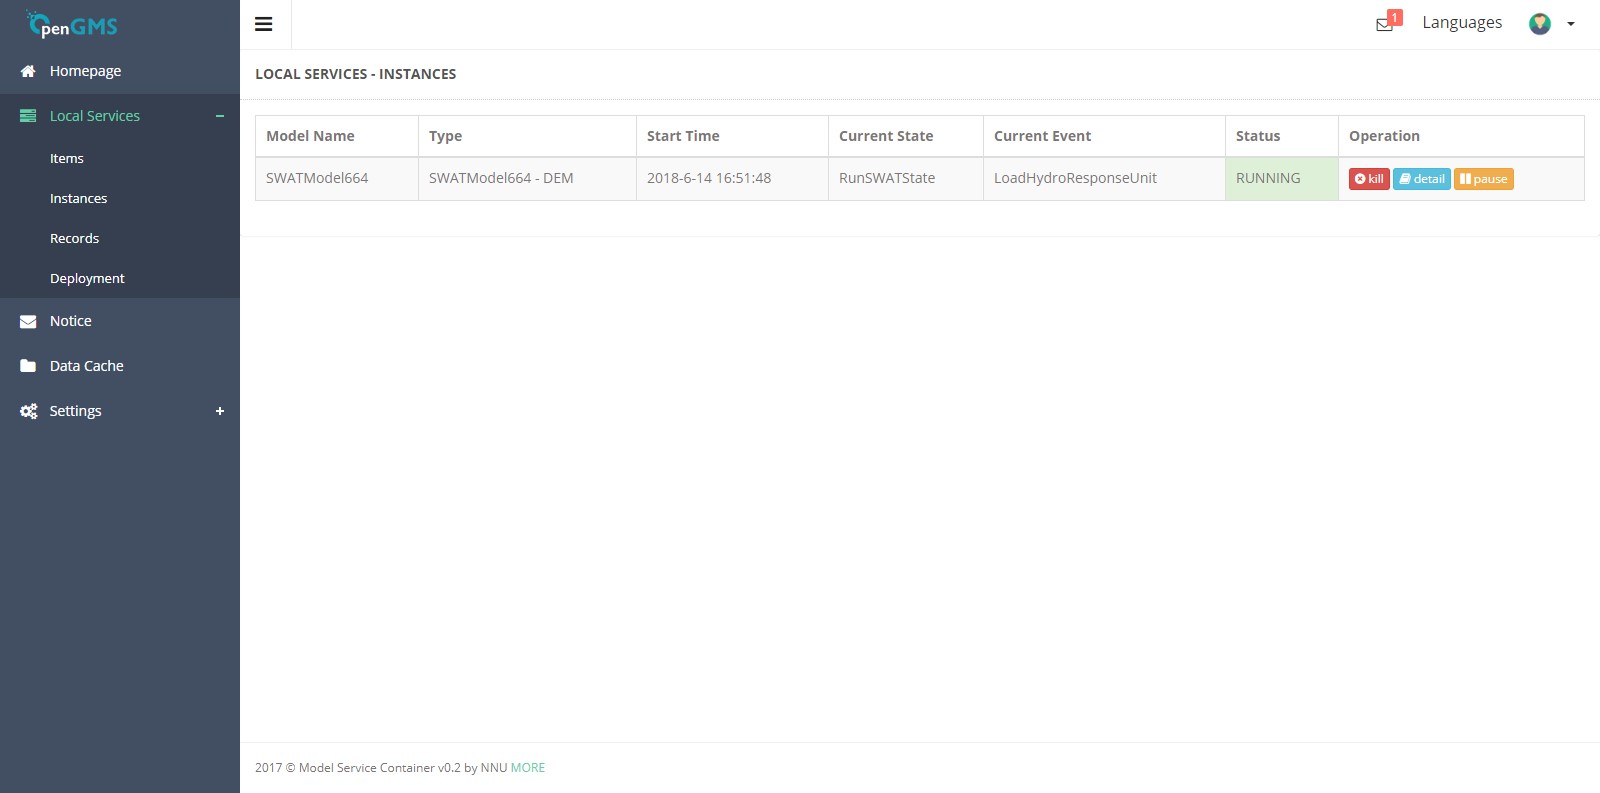 OpenGMS
1
Languages
Homepage
LOCAL SERVICES - INSTANCES
Local Services
Items
Instances
Records
Deployment
Notice
Data Cache
Settings
Model Name Type Start Time Current State Current Event Status Operation
SWATModel664 SWATModel664 - DEM 2018-6-14 16:51:48 RunSWATState LoadHydroResponseUnit RUNNING kill detail pause
2017 © Model Service Container v0.2 by NNU MORE